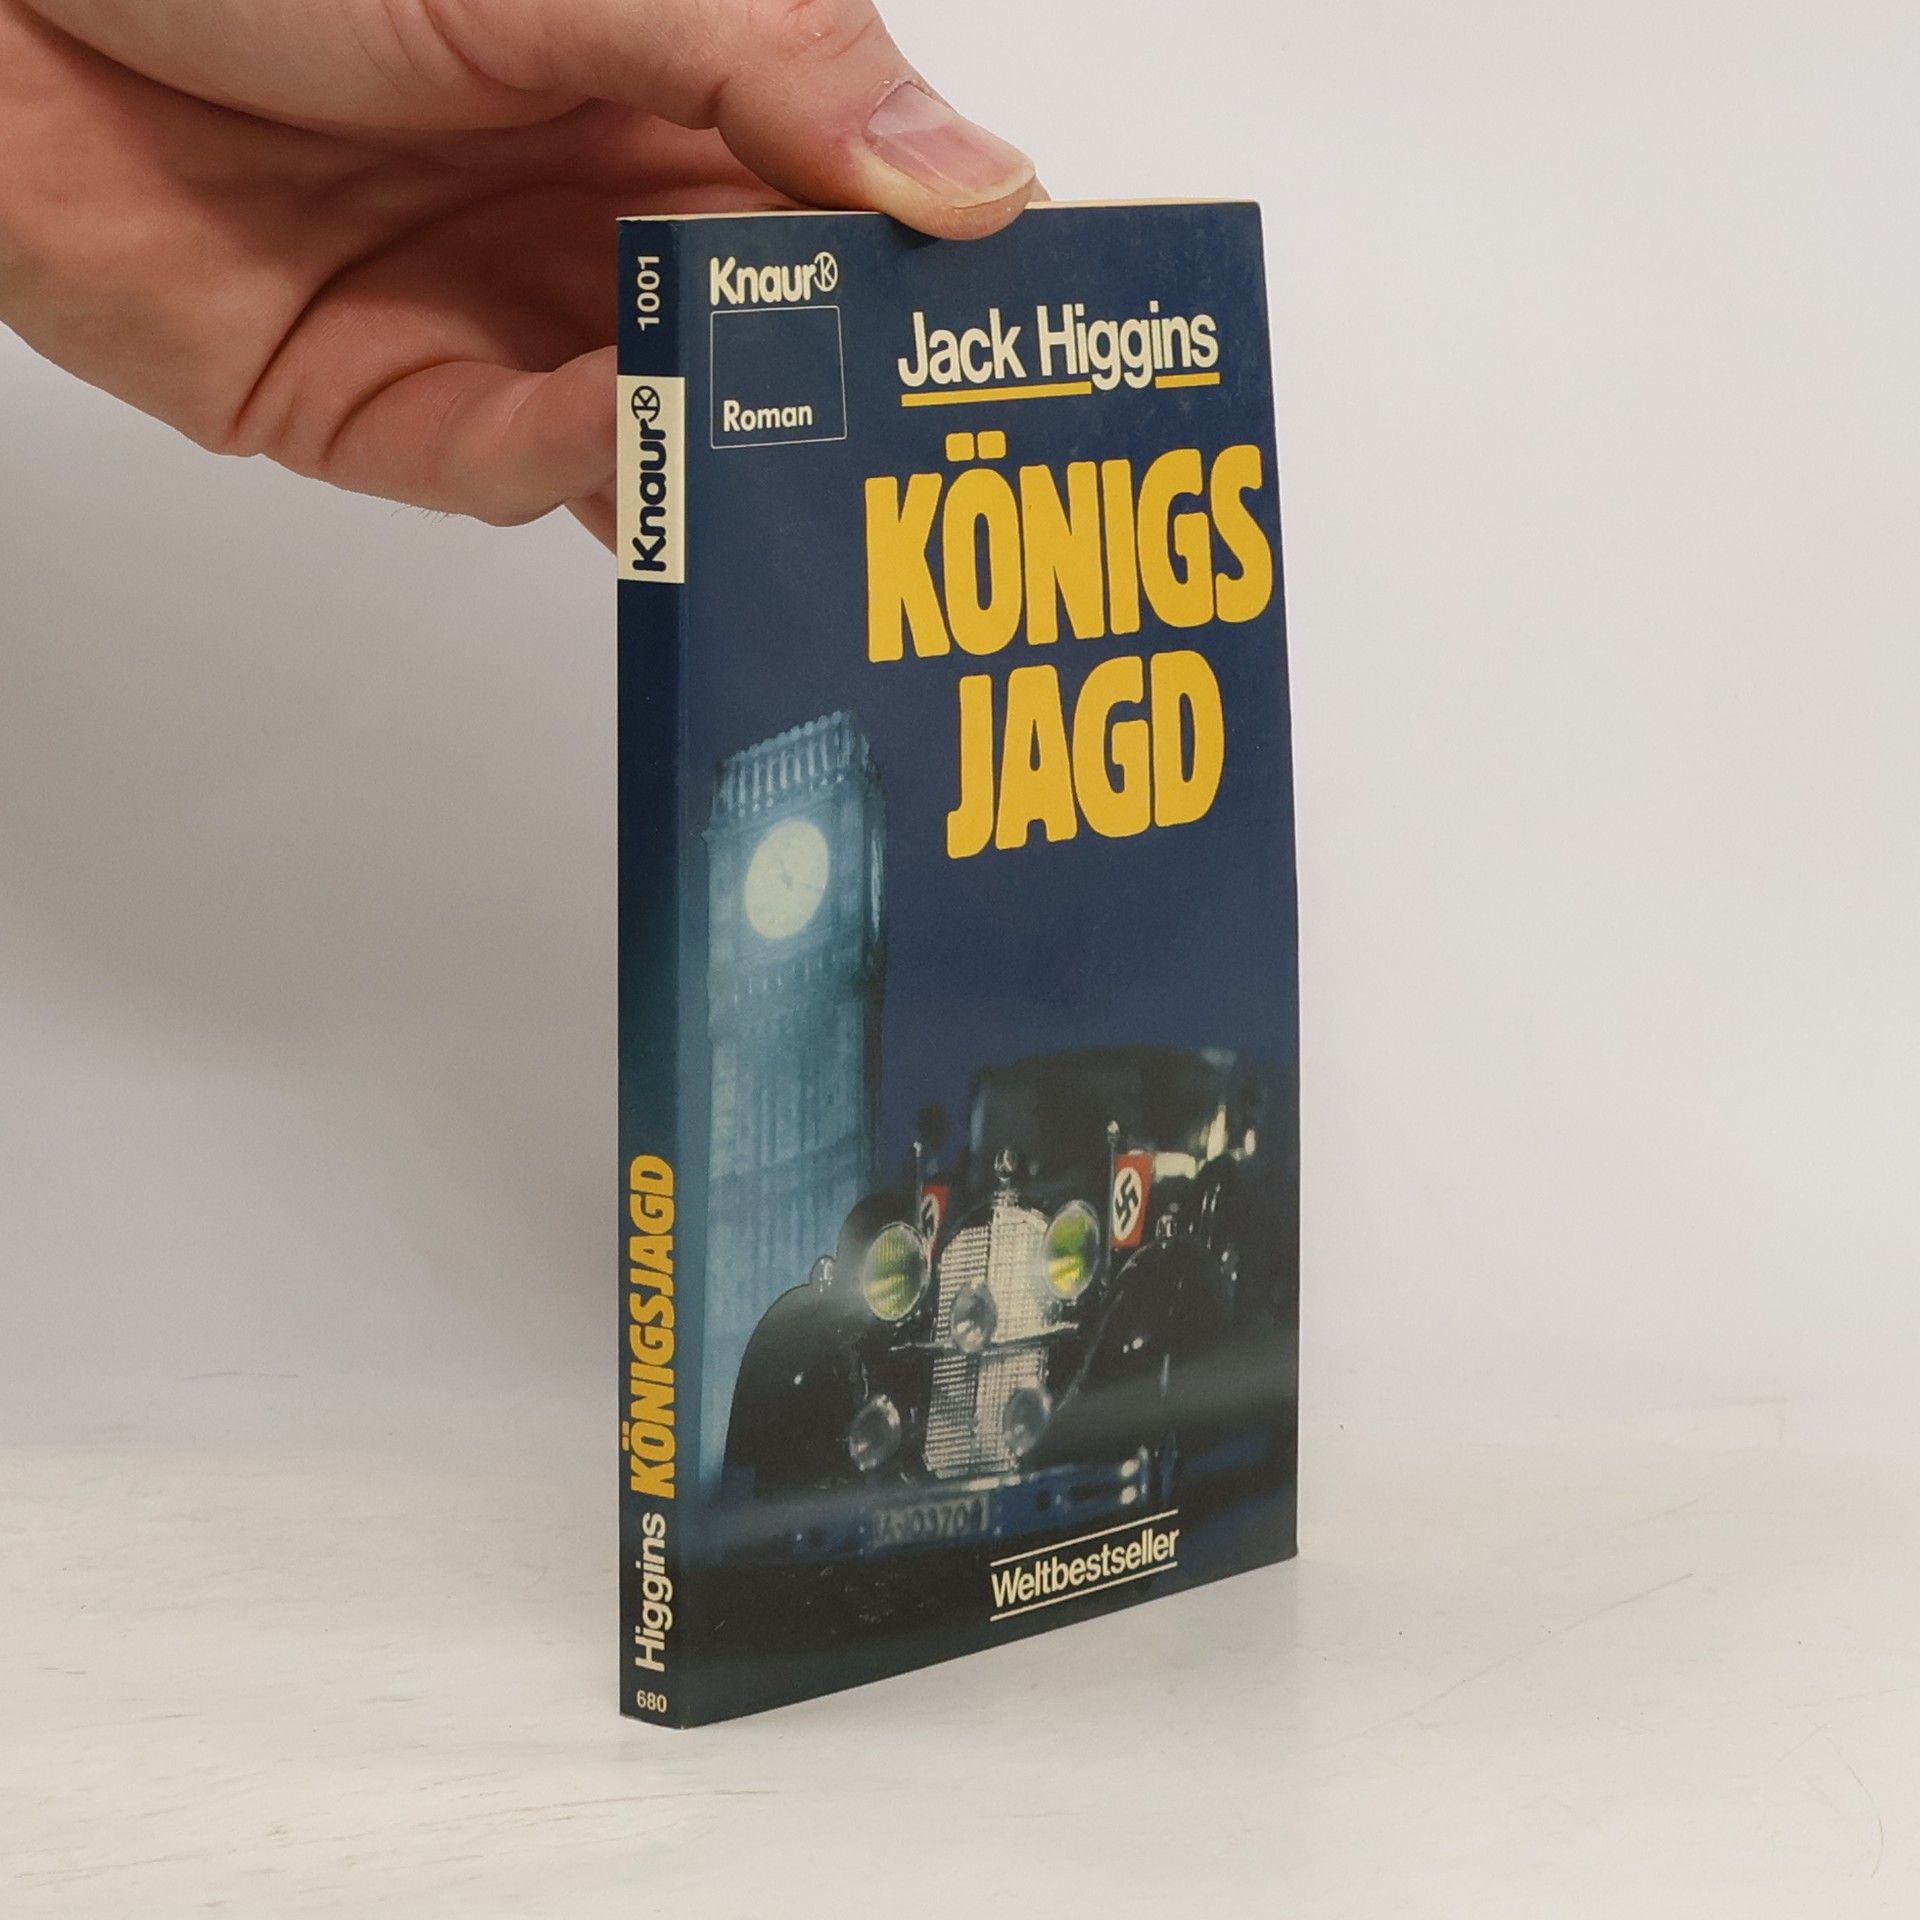 1001
Knaur
Higgins KÖNIGSJAGD
680
Knaur
Roman
Jack Higgins
KÖNIGS
JAGD
Weltbestseller